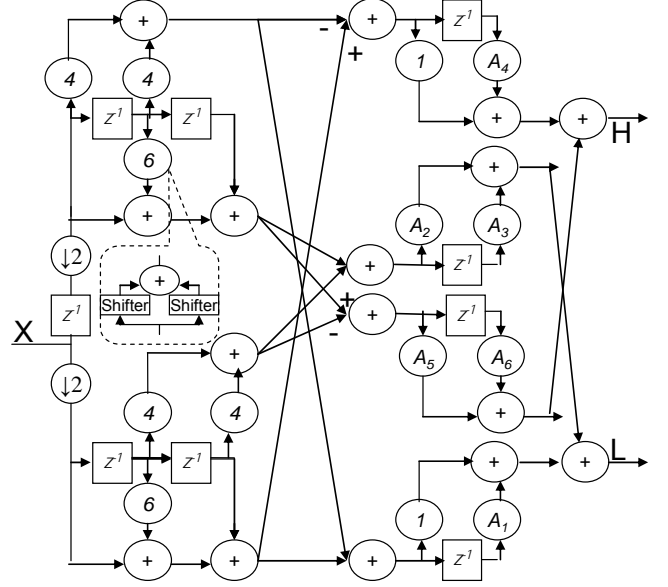 + - + z⁻¹
+
4 4 1 A₄
z⁻¹ z⁻¹ + +
H
6 +
A₂ A₃
+ +
↓2 + z⁻¹
+
Shifter Shifter + + z⁻¹
z⁻¹
-
X + A₅ A₆
↓2
4 4 +
z⁻¹ z⁻¹ + + L
6 1 A₁
+ + + z⁻¹